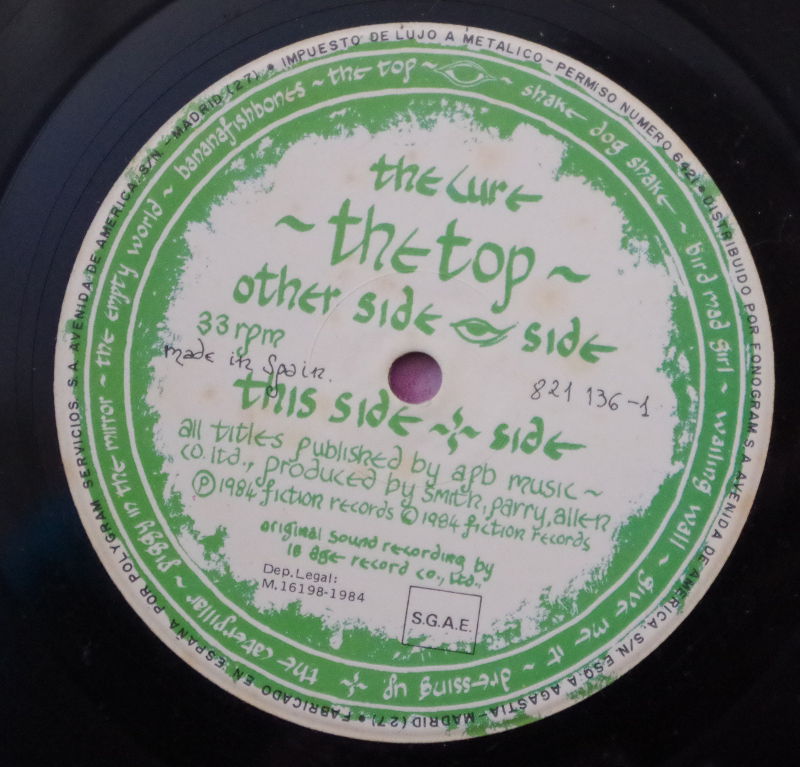 IMPUESTO DE LUJO A METALICO - PERMISO NUMERO 692 • DISTRIBUIDO POR FONOGRAM S.A AVENIDA DE AMERICA, S/N ESQ. A AGASTIA - MADRID (27) •
FABRICADO EN ESPAÑA POR POLYGRAM SERVICIOS. S.A AVENIDA DE AMERICA. S/N - MADRID (27) •
shake dog shake ~ bird mad girl ~ wailing wall ~ give me it ~ dressing up
the caterpillar ~ piggy in the mirror ~ the empty world ~ bananafishbones ~ the top ~
the cure
~ the top ~
other side side
33 rpm
made in Spain.
821 136-1
this side side
all titles published by apb music ~
co. ltd., produced by smith, parry, allen
Ⓟ 1984 fiction records © 1984 fiction records
original sound recording by
18 age record co., ltd.,
Dep. Legal:
M. 16198-1984
S.G.A.E.